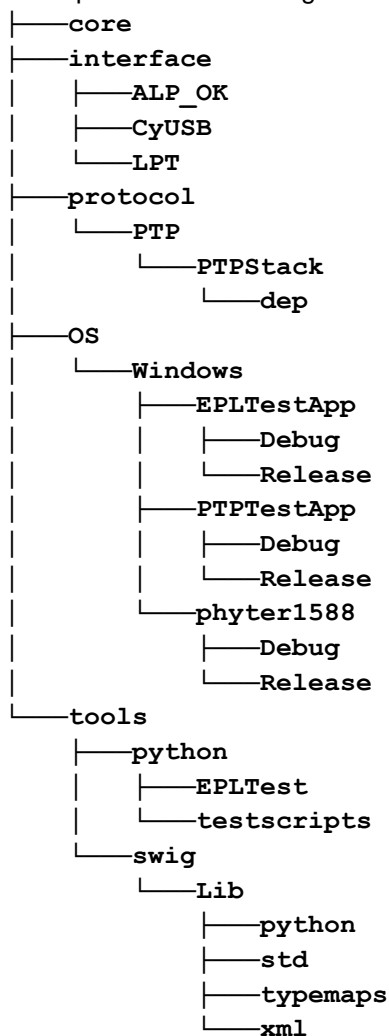 ├───core
├───interface
│   ├───ALP_OK
│   ├───CyUSB
│   └───LPT
├───protocol
│   └───PTP
│       └───PTPStack
│           └───dep
├───OS
│   └───Windows
│       ├───EPLTestApp
│       │   ├───Debug
│       │   └───Release
│       ├───PTPTestApp
│       │   ├───Debug
│       │   └───Release
│       └───phyter1588
│           ├───Debug
│           └───Release
└───tools
    ├───python
    │   ├───EPLTest
    │   └───testscripts
    └───swig
        └───Lib
            ├───python
            ├───std
            ├───typemaps
            └───xml